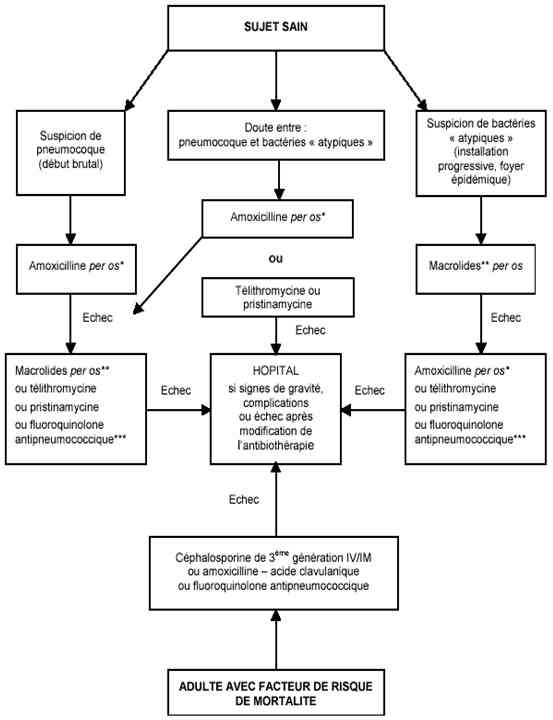 SUJET SAIN
Suspicion de
pneumocoque
(début brutal)
Doute entre :
pneumocoque et bactéries « atypiques »
Suspicion de bactéries
« atypiques »
(installation
progressive, foyer
épidémique)
Amoxicilline per os*
ou
Télithromycine ou
pristinamycine
Amoxicilline per os*
Macrolides** per os
Echec
Echec
Echec
Macrolides per os**
ou télithromycine
ou pristinamycine
ou fluoroquinolone
antipneumococcique***
Echec
HOPITAL
si signes de gravité,
complications
ou échec après
modification de
l'antibiothérapie
Echec
Amoxicilline per os*
ou télithromycine
ou pristinamycine
ou fluoroquinolone
antipneumococcique***
Echec
Céphalosporine de 3ème génération IV/IM
ou amoxicilline – acide clavulanique
ou fluoroquinolone antipneumococcique
ADULTE AVEC FACTEUR DE RISQUE
DE MORTALITE